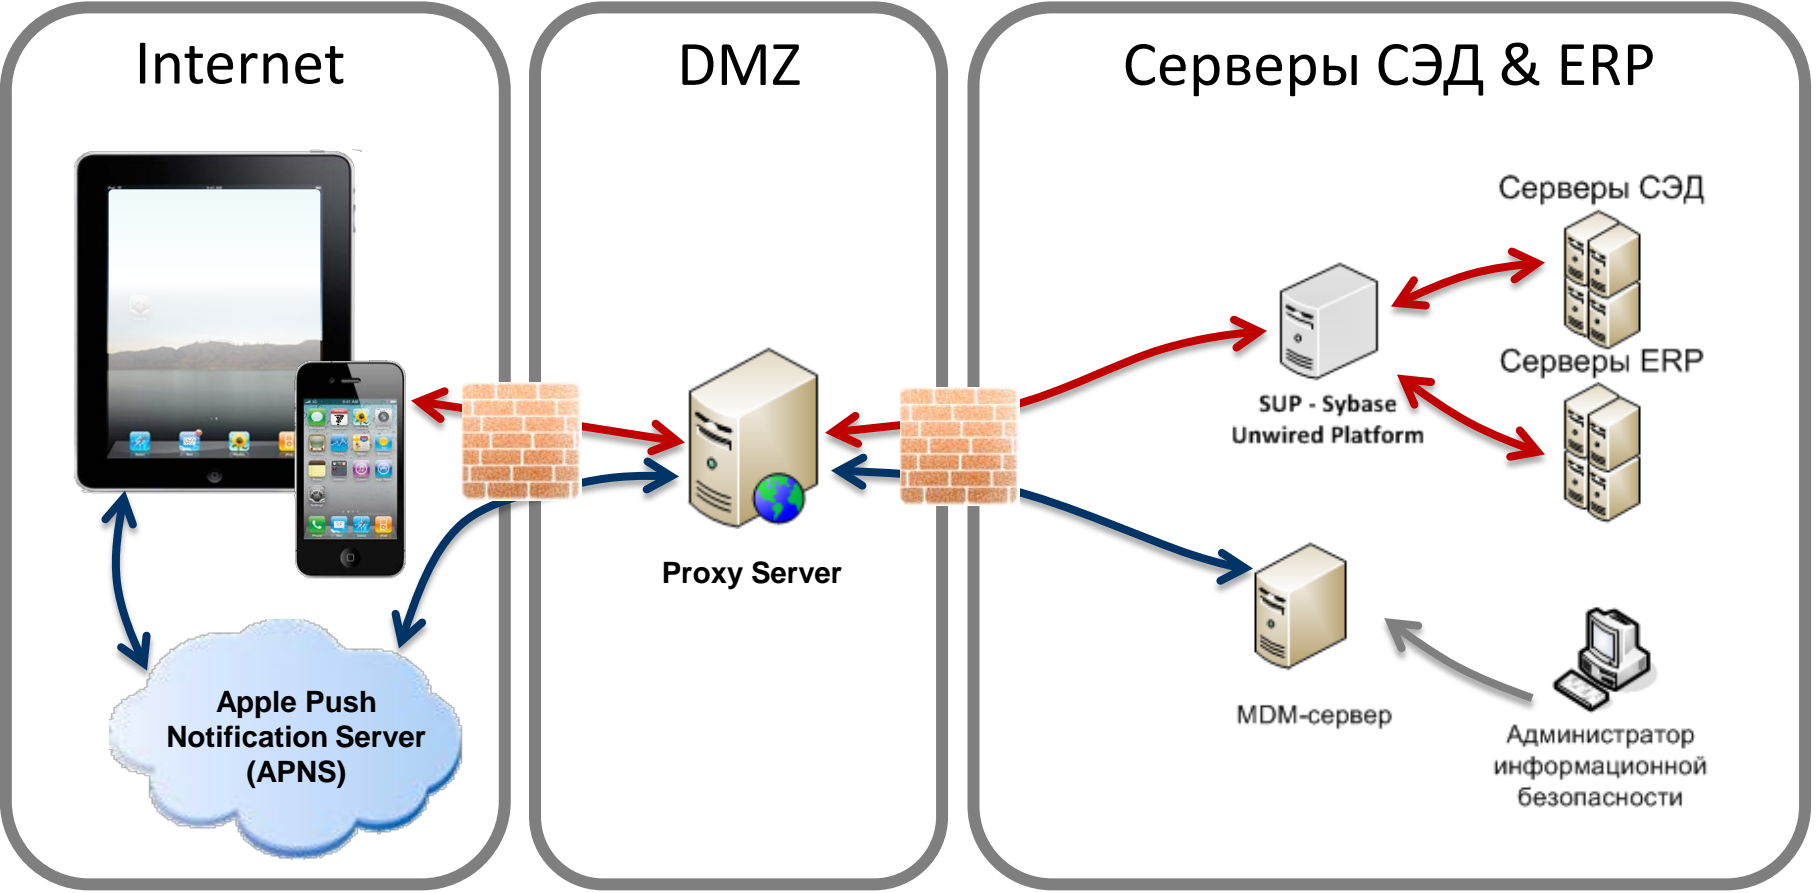 Internet
DMZ
Серверы СЭД & ERP
Серверы СЭД
Серверы ERP
SUP - Sybase
Unwired Platform
Proxy Server
Apple Push
Notification Server
(APNS)
MDM-сервер
Администратор
информационной
безопасности